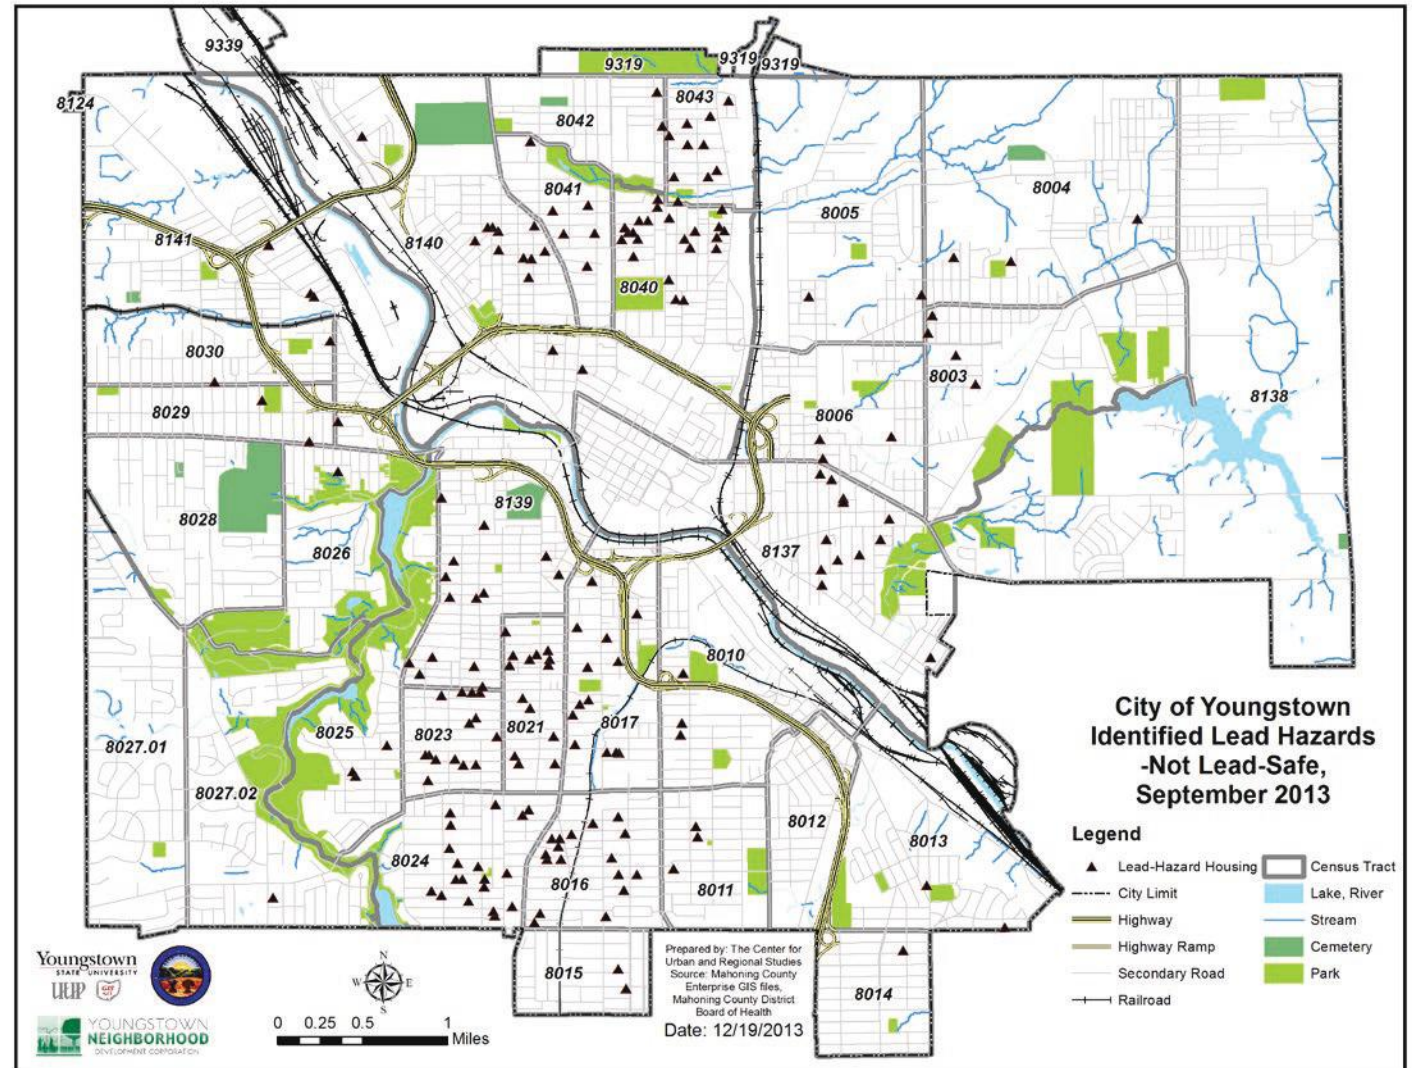 9339
9319
9319
9319
8124
8043
8042
8041
8004
8005
8141
8140
8040
8030
8003
8029
8006
8138
8139
8028
8026
8137
8010
8017
8021
8023
8025
8027.01
8027.02
8012
8013
8024
8016
8011
8015
8014
City of Youngstown
Identified Lead Hazards
-Not Lead-Safe,
September 2013
Legend
Lead-Hazard Housing
City Limit
Highway
Highway Ramp
Secondary Road
Railroad
Census Tract
Lake, River
Stream
Cemetery
Park
Youngstown
STATE UNIVERSITY
YOUNGSTOWN
NEIGHBORHOOD
DEVELOPMENT CORPORATION
N
W E
S
0 0.25 0.5 1
Miles
Prepared by: The Center for
Urban and Regional Studies
Source: Mahoning County
Enterprise GIS files,
Mahoning County District
Board of Health
Date: 12/19/2013